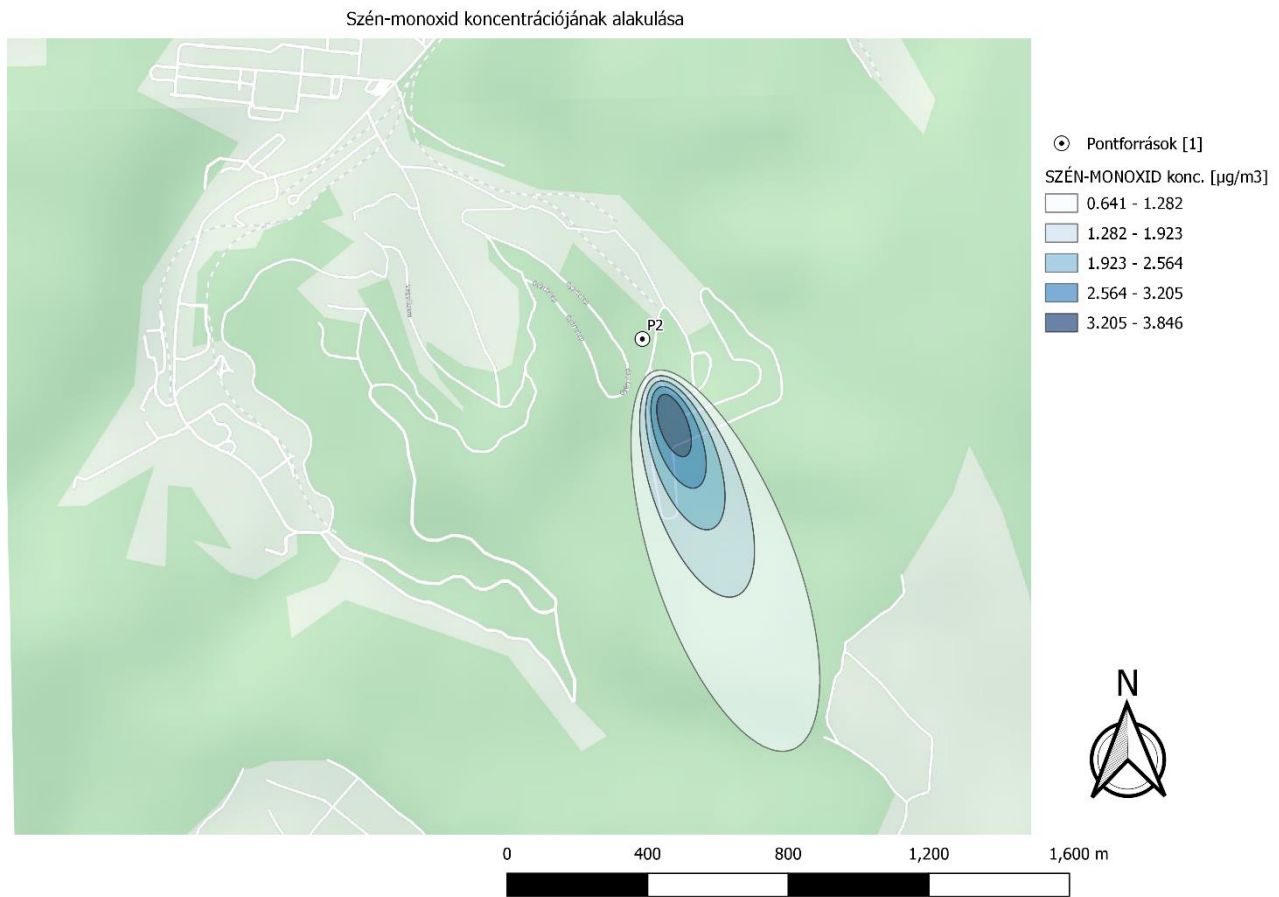 Szén-monoxid koncentrációjának alakulása
Pontforrások [1]
SZÉN-MONOXID konc. [µg/m3]
0.641 - 1.282
1.282 - 1.923
1.923 - 2.564
2.564 - 3.205
3.205 - 3.846
P2
N
0
400
800
1,200
1,600 m